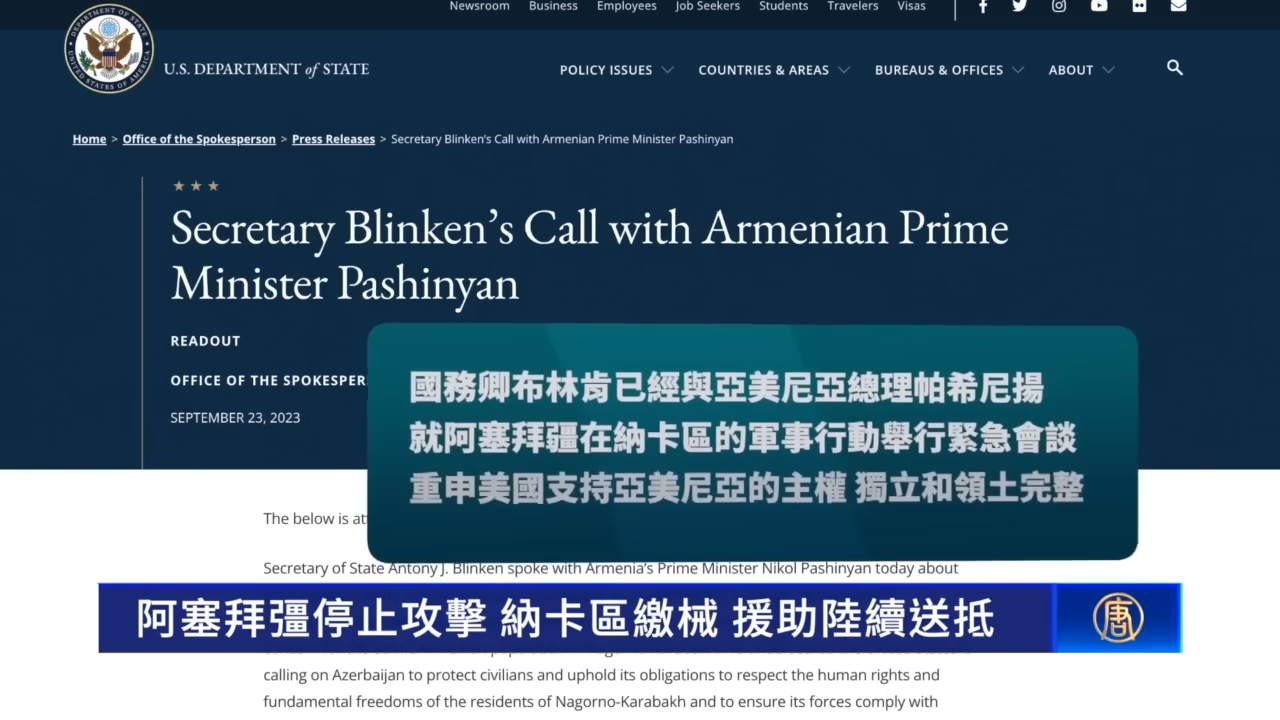 Newsroom Business Employees Job Seekers Students Travelers Visas
U.S. DEPARTMENT of STATE
POLICY ISSUES COUNTRIES & AREAS BUREAUS & OFFICES ABOUT
Home > Office of the Spokesperson > Press Releases > Secretary Blinken's Call with Armenian Prime Minister Pashinyan
Secretary Blinken's Call with Armenian Prime
Minister Pashinyan
READOUT
OFFICE OF THE SPOKESPER
SEPTEMBER 23, 2023
國務卿布林肯已經與亞美尼亞總理帕希尼揚
就阿塞拜疆在納卡區的軍事行動舉行緊急會談
重申美國支持亞美尼亞的主權 獨立和領土完整
The below is at
Secretary of State Antony J. Blinken spoke with Armenia's Prime Minister Nikol Pashinyan today about
阿塞拜疆停止攻擊 納卡區繳械 援助陸續送抵
唐
calling on Azerbaijan to protect civilians and uphold its obligations to respect the human rights and
fundamental freedoms of the residents of Nagorno-Karabakh and to ensure its forces comply with